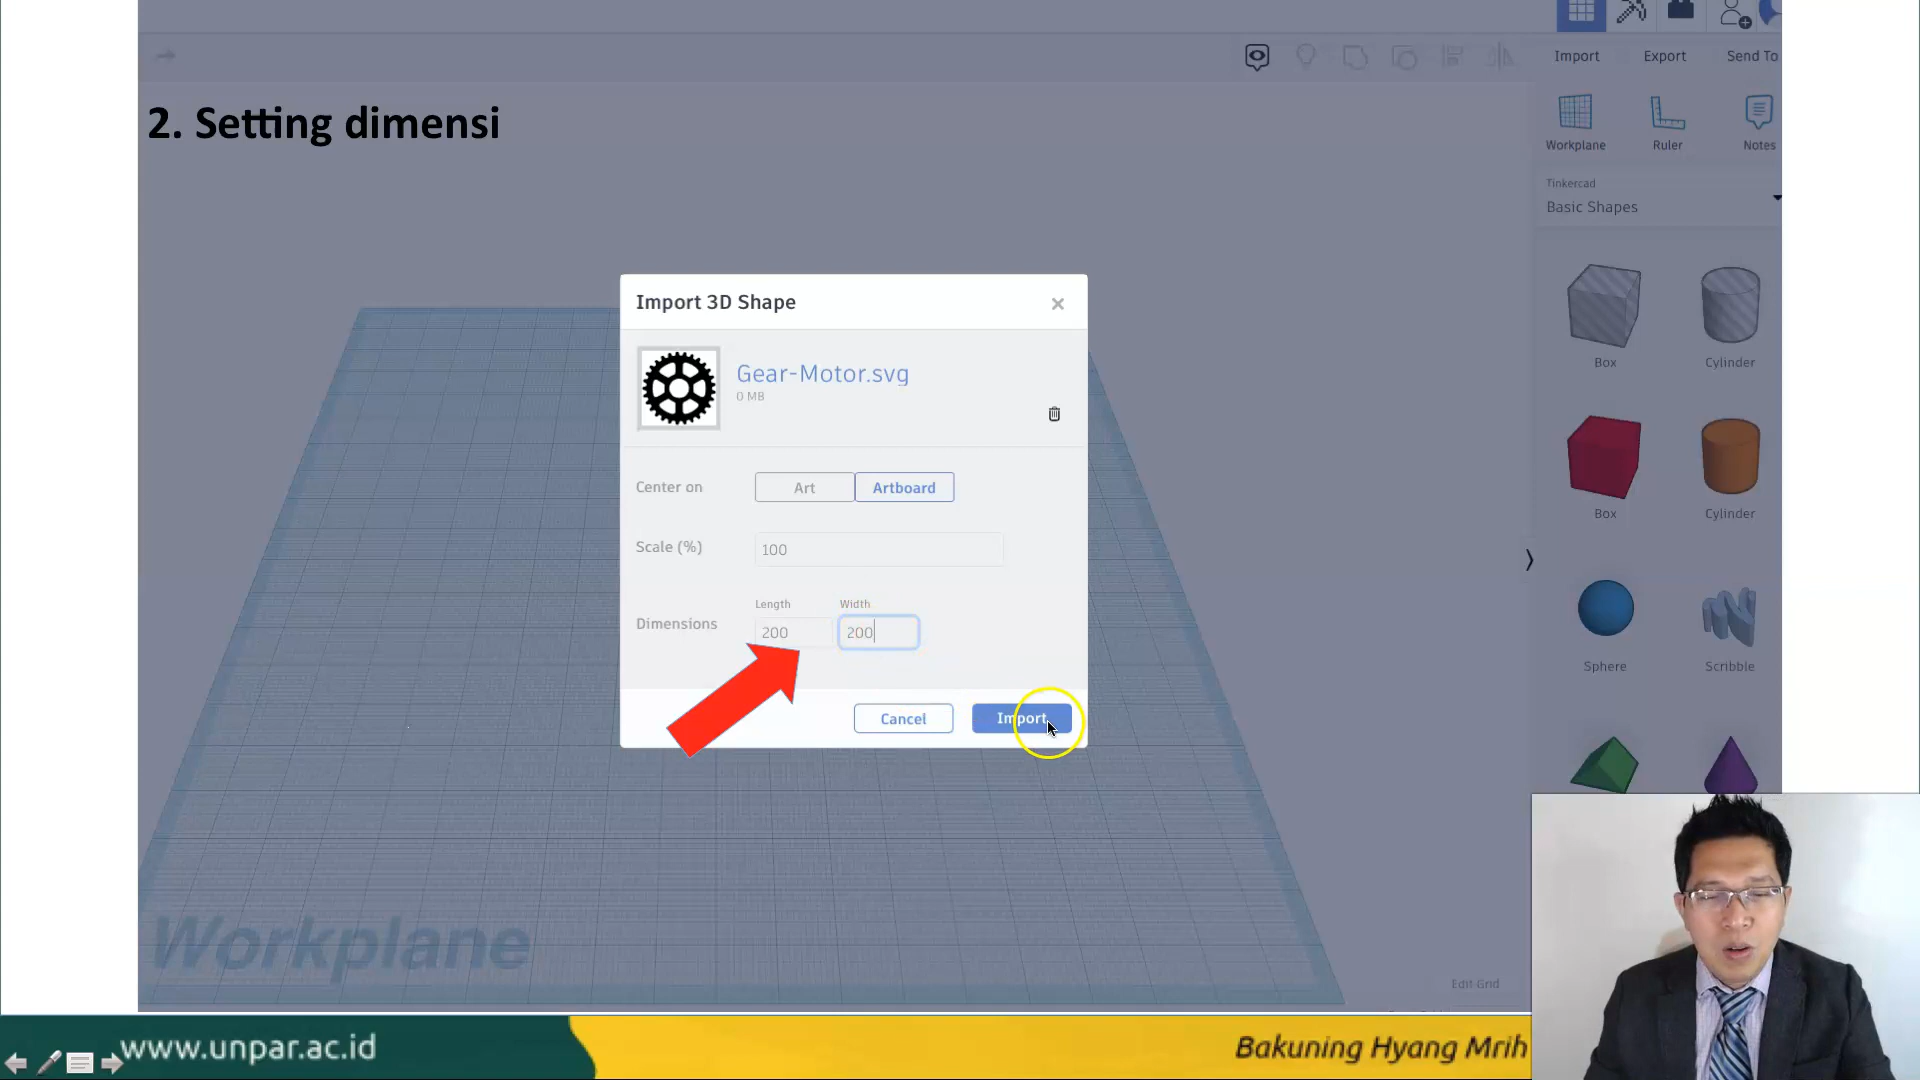 Import Export Send To
2. Setting dimensi
Workplane Ruler Notes
Tinkercad
Basic Shapes
Import 3D Shape
Gear-Motor.svg
0 MB
Box Cylinder
Center on Art Artboard
Box Cylinder
Scale (%) 100
Length Width
Dimensions 200 200
Sphere Scribble
Cancel Import
Workplane
Edit Grid
www.unpar.ac.id
Bakuning Hyang Mrih